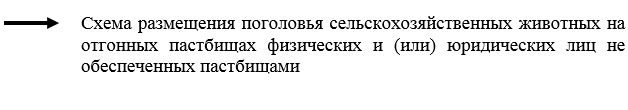 Схема размещения поголовья сельскохозяйственных животных на
отгонных пастбищах физических и (или) юридических лиц не
обеспеченных пастбищами